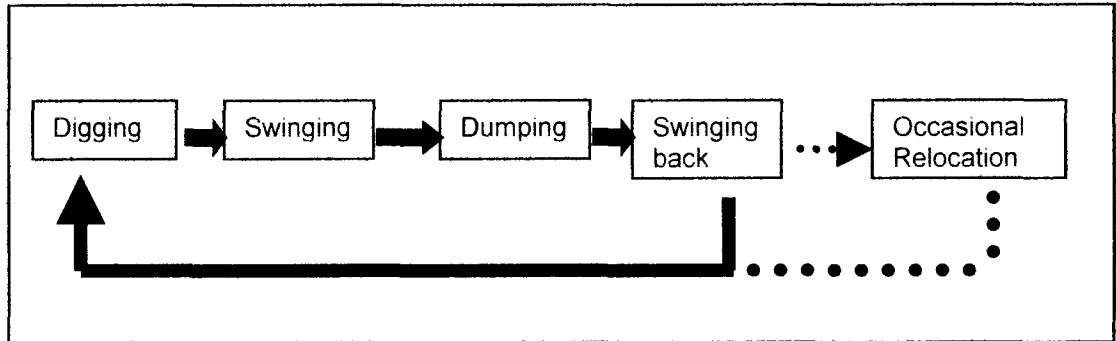 Digging
Swinging
Dumping
Swinging
back
Occasional
Relocation